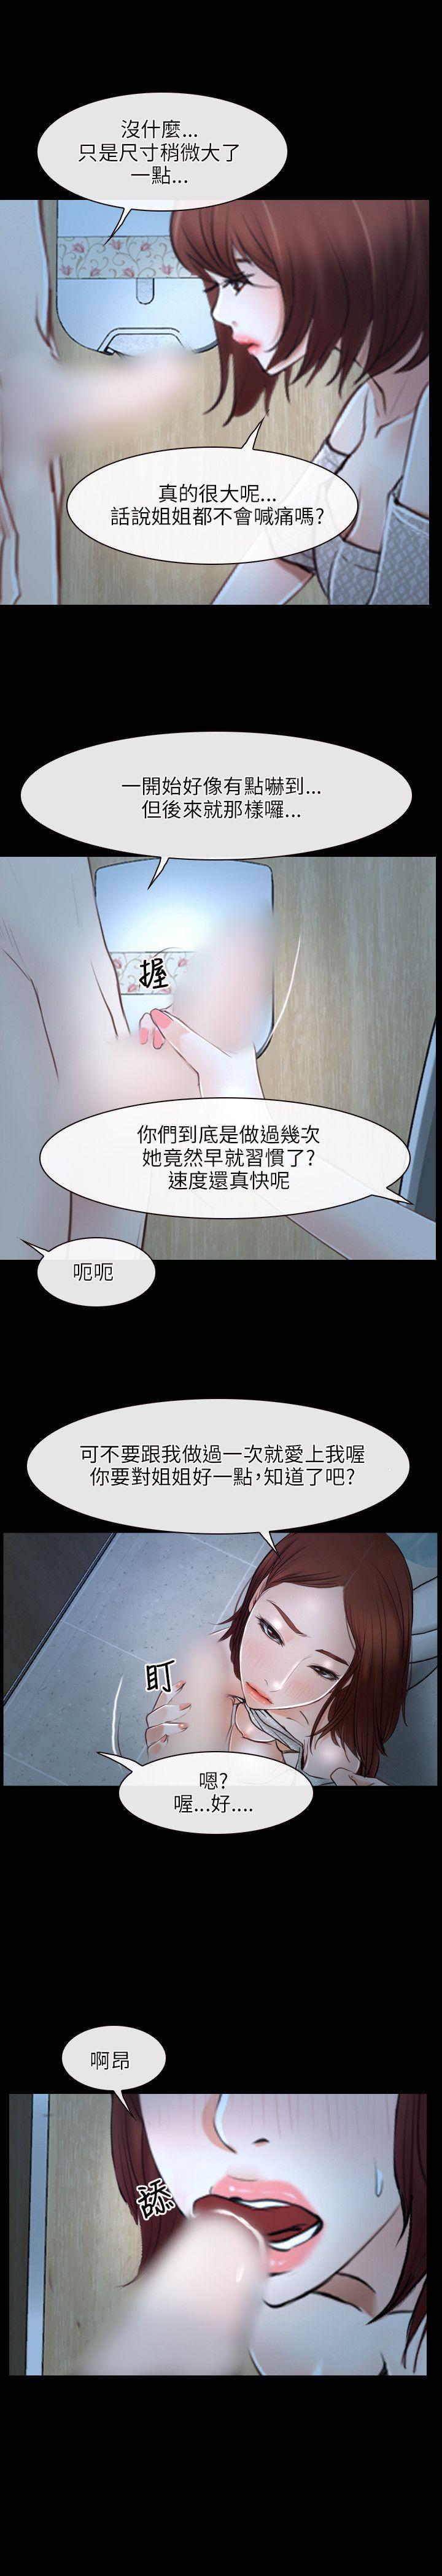 沒什麼...
只是尺寸稍微大了
一點...
真的很大呢...
話說姐姐都不會喊痛嗎?
一開始好像有點嚇到...
但後來就那樣囉...
握
你們到底是做過幾次
她竟然早就習慣了?
速度還真快呢
呃呃
可不要跟我做過一次就愛上我喔
你要對姐姐好一點,知道了吧?
盯
嗯?
喔...好....
啊昂
舔